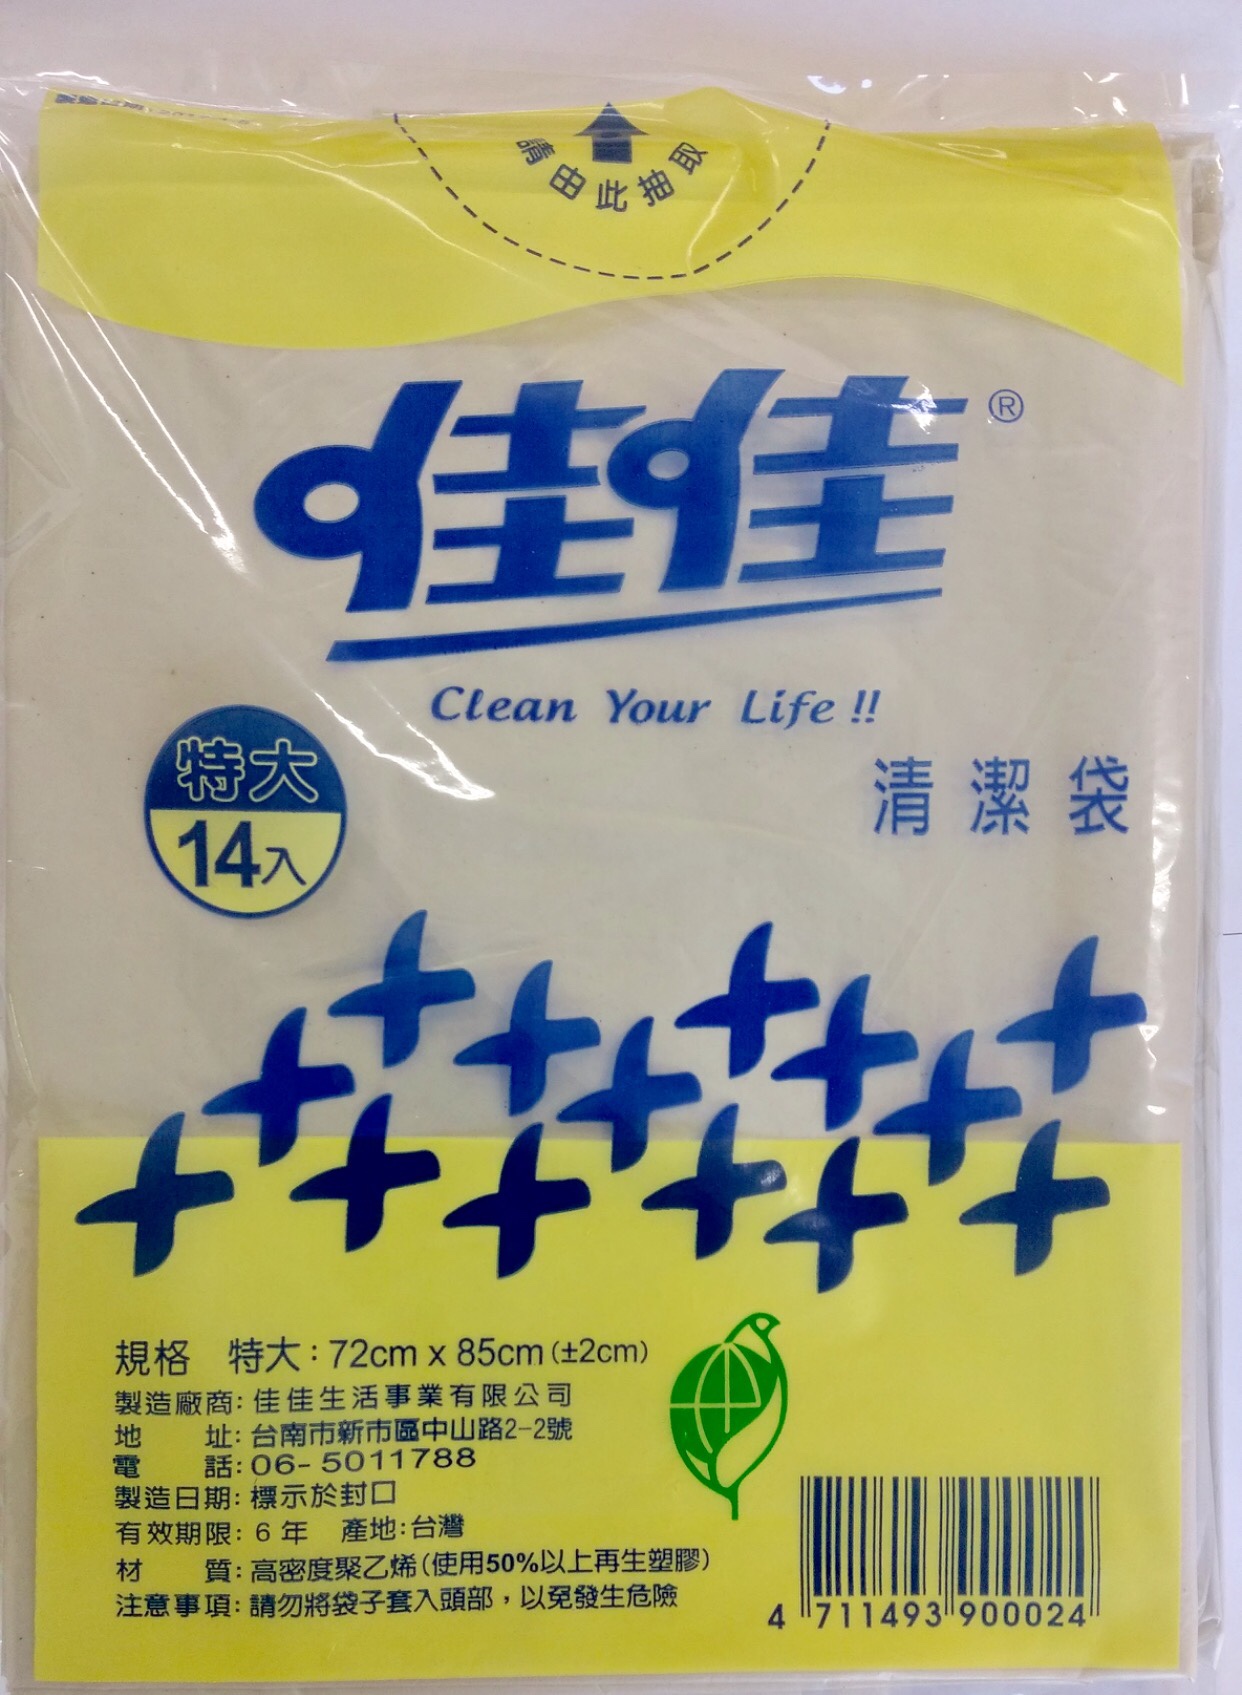 請由此抽取
佳佳®
Clean Your Life !!
特大
14入
清潔袋
規格 特大:72cm x 85cm(±2cm)
製造廠商:佳佳生活事業有限公司
地 址:台南市新市區中山路2-2號
電 話:06-5011788
製造日期:標示於封口
有效期限:6年 產地:台灣
材 質:高密度聚乙烯(使用50%以上再生塑膠)
注意事項:請勿將袋子套入頭部,以免發生危險
4 711493 900024